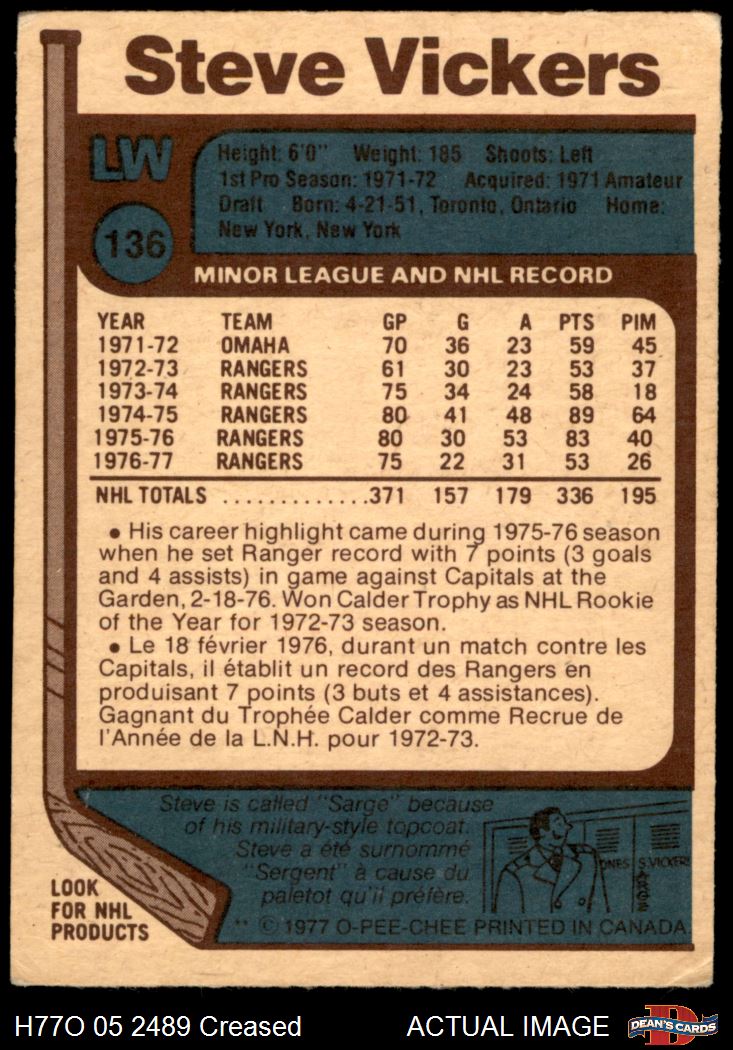 Steve Vickers
LW
Height: 6'0" Weight: 185 Shoots: Left
1st Pro Season: 1971-72 Acquired: 1971 Amateur
Draft Born: 4-21-51, Toronto, Ontario Home:
New York, New York
136
MINOR LEAGUE AND NHL RECORD
YEAR TEAM GP G A PTS PIM
1971-72 OMAHA 70 36 23 59 45
1972-73 RANGERS 61 30 23 53 37
1973-74 RANGERS 75 34 24 58 18
1974-75 RANGERS 80 41 48 89 64
1975-76 RANGERS 80 30 53 83 40
1976-77 RANGERS 75 22 31 53 26
NHL TOTALS .............371 157 179 336 195
• His career highlight came during 1975-76 season
when he set Ranger record with 7 points (3 goals
and 4 assists) in game against Capitals at the
Garden, 2-18-76. Won Calder Trophy as NHL Rookie
of the Year for 1972-73 season.
• Le 18 février 1976, durant un match contre les
Capitals, il établit un record des Rangers en
produisant 7 points (3 buts et 4 assistances).
Gagnant du Trophée Calder comme Recrue de
l'Année de la L.N.H. pour 1972-73.
Steve is called "Sarge" because
of his military-style topcoat.
Steve a été surnommé
"Sergent" à cause du
paletot qu'il préfère.
ONES S. VICKERS
SARGE
LOOK
FOR NHL
PRODUCTS
** © 1977 O-PEE-CHEE PRINTED IN CANADA
H77O 05 2489 Creased ACTUAL IMAGE
D
DEAN'S CARDS